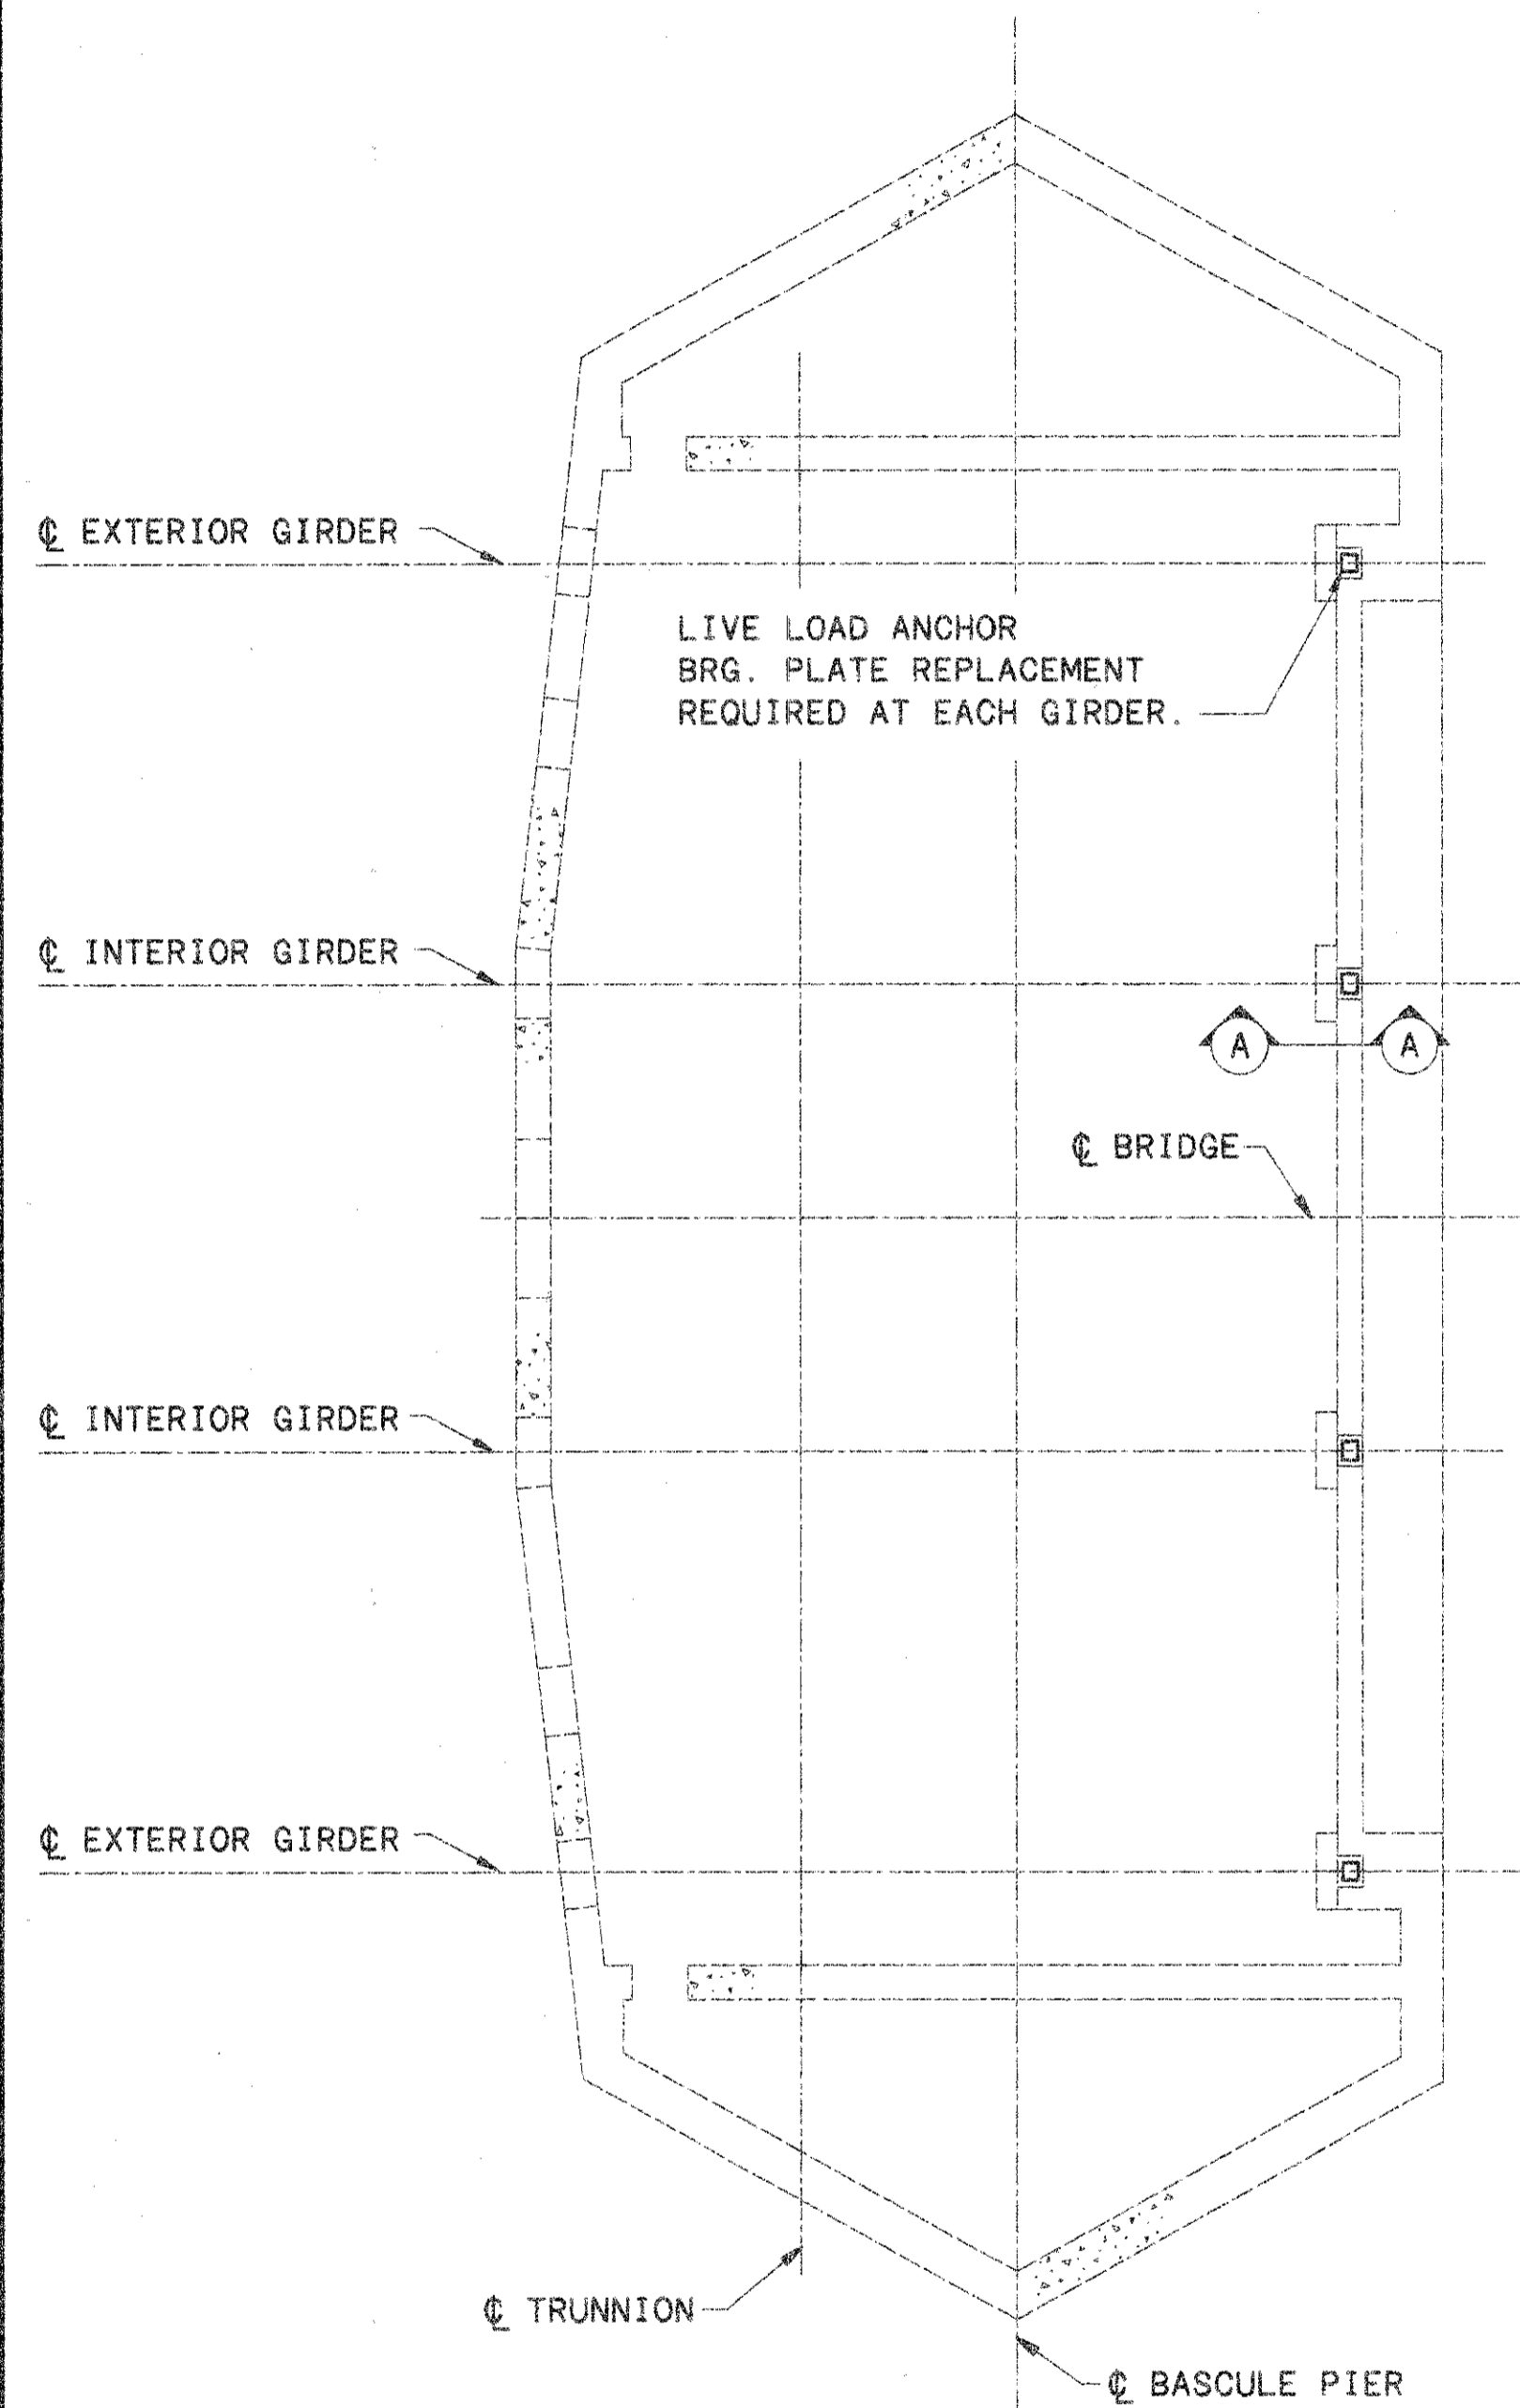 ℄ EXTERIOR GIRDER
LIVE LOAD ANCHOR
BRG. PLATE REPLACEMENT
REQUIRED AT EACH GIRDER.
℄ INTERIOR GIRDER
A A
℄ BRIDGE
℄ INTERIOR GIRDER
℄ EXTERIOR GIRDER
℄ TRUNNION
℄ BASCULE PIER